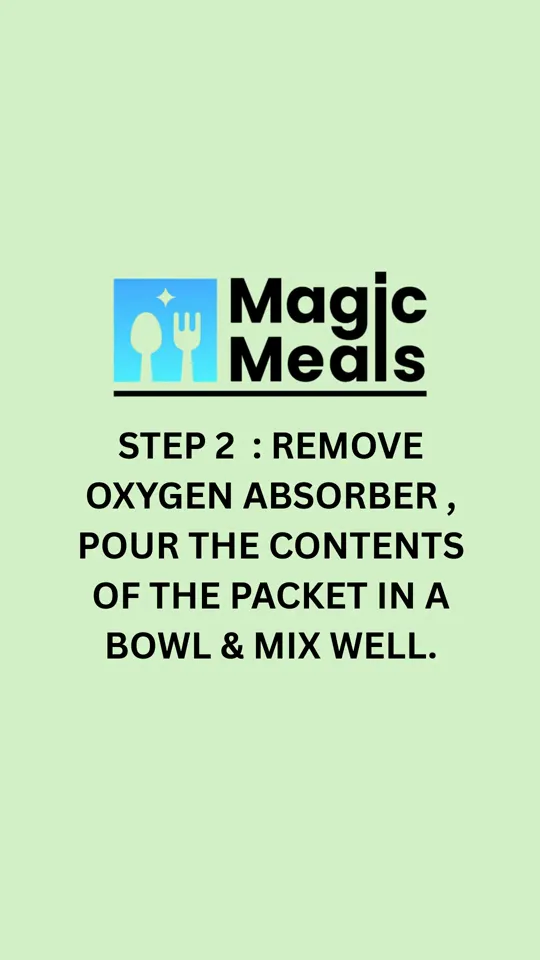 Magic
Meals
STEP 2  : REMOVE
OXYGEN ABSORBER ,
POUR THE CONTENTS
OF THE PACKET IN A
BOWL & MIX WELL.